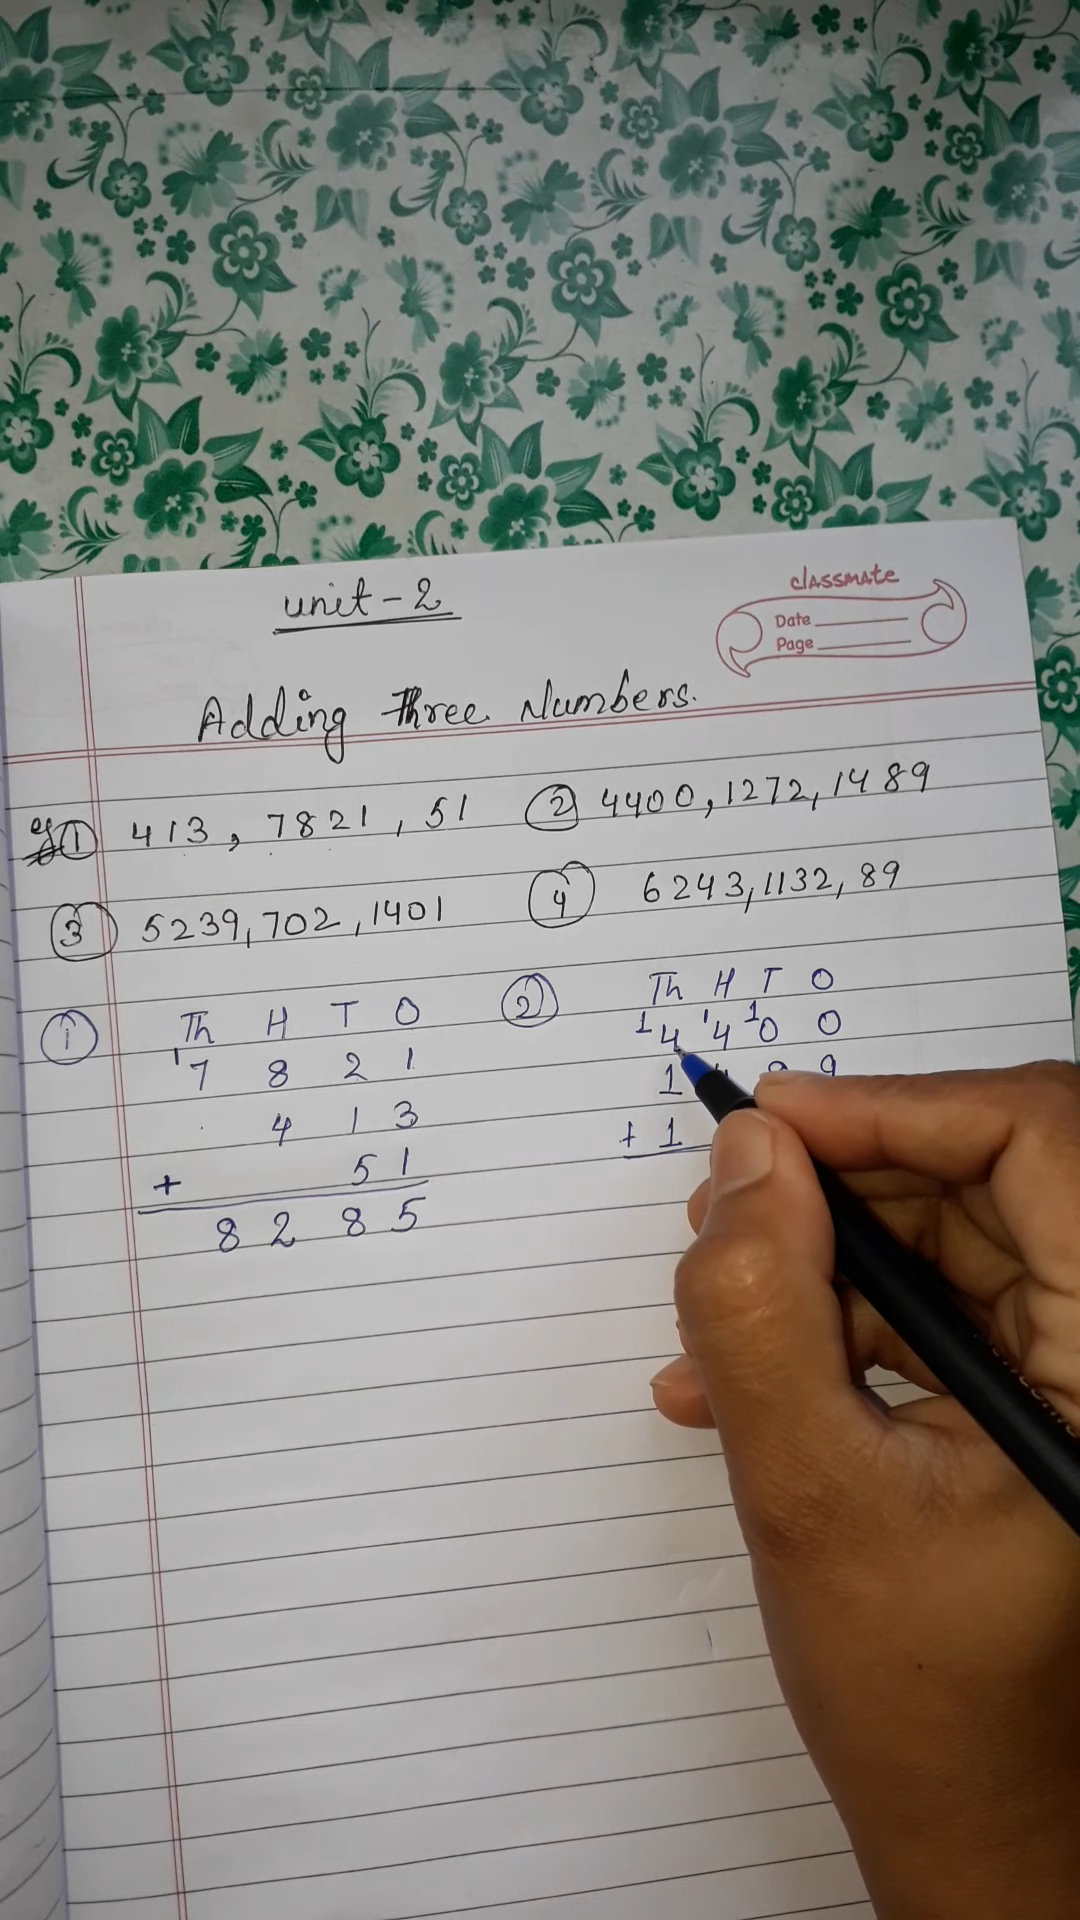 unit-2
classmate
Date
Page
Adding Three Numbers.
① 413, 7821, 51 ② 4400, 1272, 1489
③ 5239, 702, 1401 ④ 6243, 1132, 89
① Th H T O
1 7 8 2 1
4 1 3
+ 5 1
8 2 8 5
② Th H T O
1 4 1 4 1 0 0
1 9
+ 1